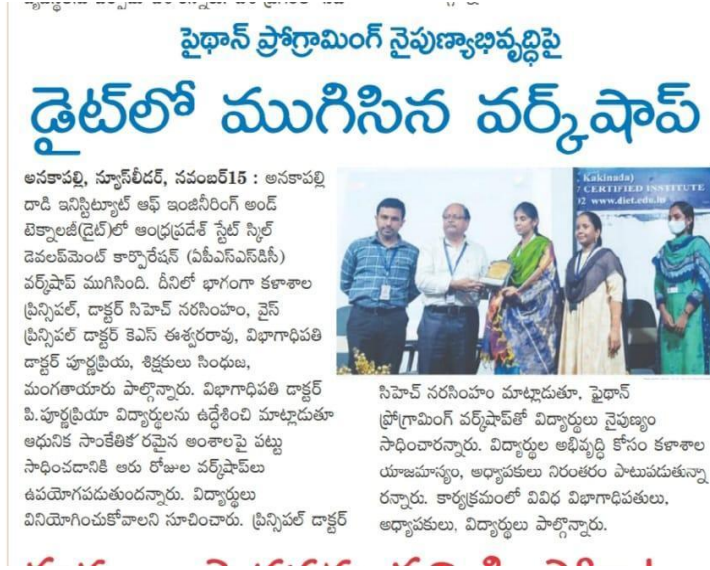 పైథాన్ ప్రోగ్రామింగ్ నైపుణ్యాభివృద్ధిపై
డైట్‌లో ముగిసిన వర్క్‌షాప్
అనకాపల్లి, న్యూస్‌లీడర్, నవంబర్15 : అనకాపల్లి
దాడి ఇనిస్టిట్యూట్ ఆఫ్ ఇంజినీరింగ్ అండ్
టెక్నాలజీ(డైట్)లో ఆంధ్రప్రదేశ్ స్టేట్ స్కిల్
డెవలప్‌మెంట్ కార్పొరేషన్ (ఏపీఎస్ఎస్‌డిసీ)
వర్క్‌షాప్ ముగిసింది. దీనిలో భాగంగా కళాశాల
ప్రిన్సిపల్, డాక్టర్ సిహెచ్ నరసింహం, వైస్
ప్రిన్సిపల్ డాక్టర్ కెఎస్ ఈశ్వరరావు, విభాగాధిపతి
డాక్టర్ పూర్ణప్రియ, శిక్షకులు సింధుజ,
మంగతాయారు పాల్గొన్నారు. విభాగాధిపతి డాక్టర్
పి.పూర్ణప్రియా విద్యార్థులను ఉద్దేశించి మాట్లాడుతూ
ఆధునిక సాంకేతికరమైన అంశాలపై పట్టు
సాధించడానికి ఆరు రోజుల వర్క్‌షాప్‌లు
ఉపయోగపడుతుందన్నారు. విద్యార్థులు
వినియోగించుకోవాలని సూచించారు. ప్రిన్సిపల్ డాక్టర్
Kakinada)
CERTIFIED INSTITUTE
www.diet.edu.in
సిహెచ్ నరసింహం మాట్లాడుతూ, పైథాన్
ప్రోగ్రామింగ్ వర్క్‌షాప్‌తో విద్యార్థులు నైపుణ్యం
సాధించారన్నారు. విద్యార్థుల అభివృద్ధి కోసం కళాశాల
యాజమాన్యం, అధ్యాపకులు నిరంతరం పాటుపడుతున్నా
రన్నారు. కార్యక్రమంలో వివిధ విభాగాధిపతులు,
అధ్యాపకులు, విద్యార్థులు పాల్గొన్నారు.